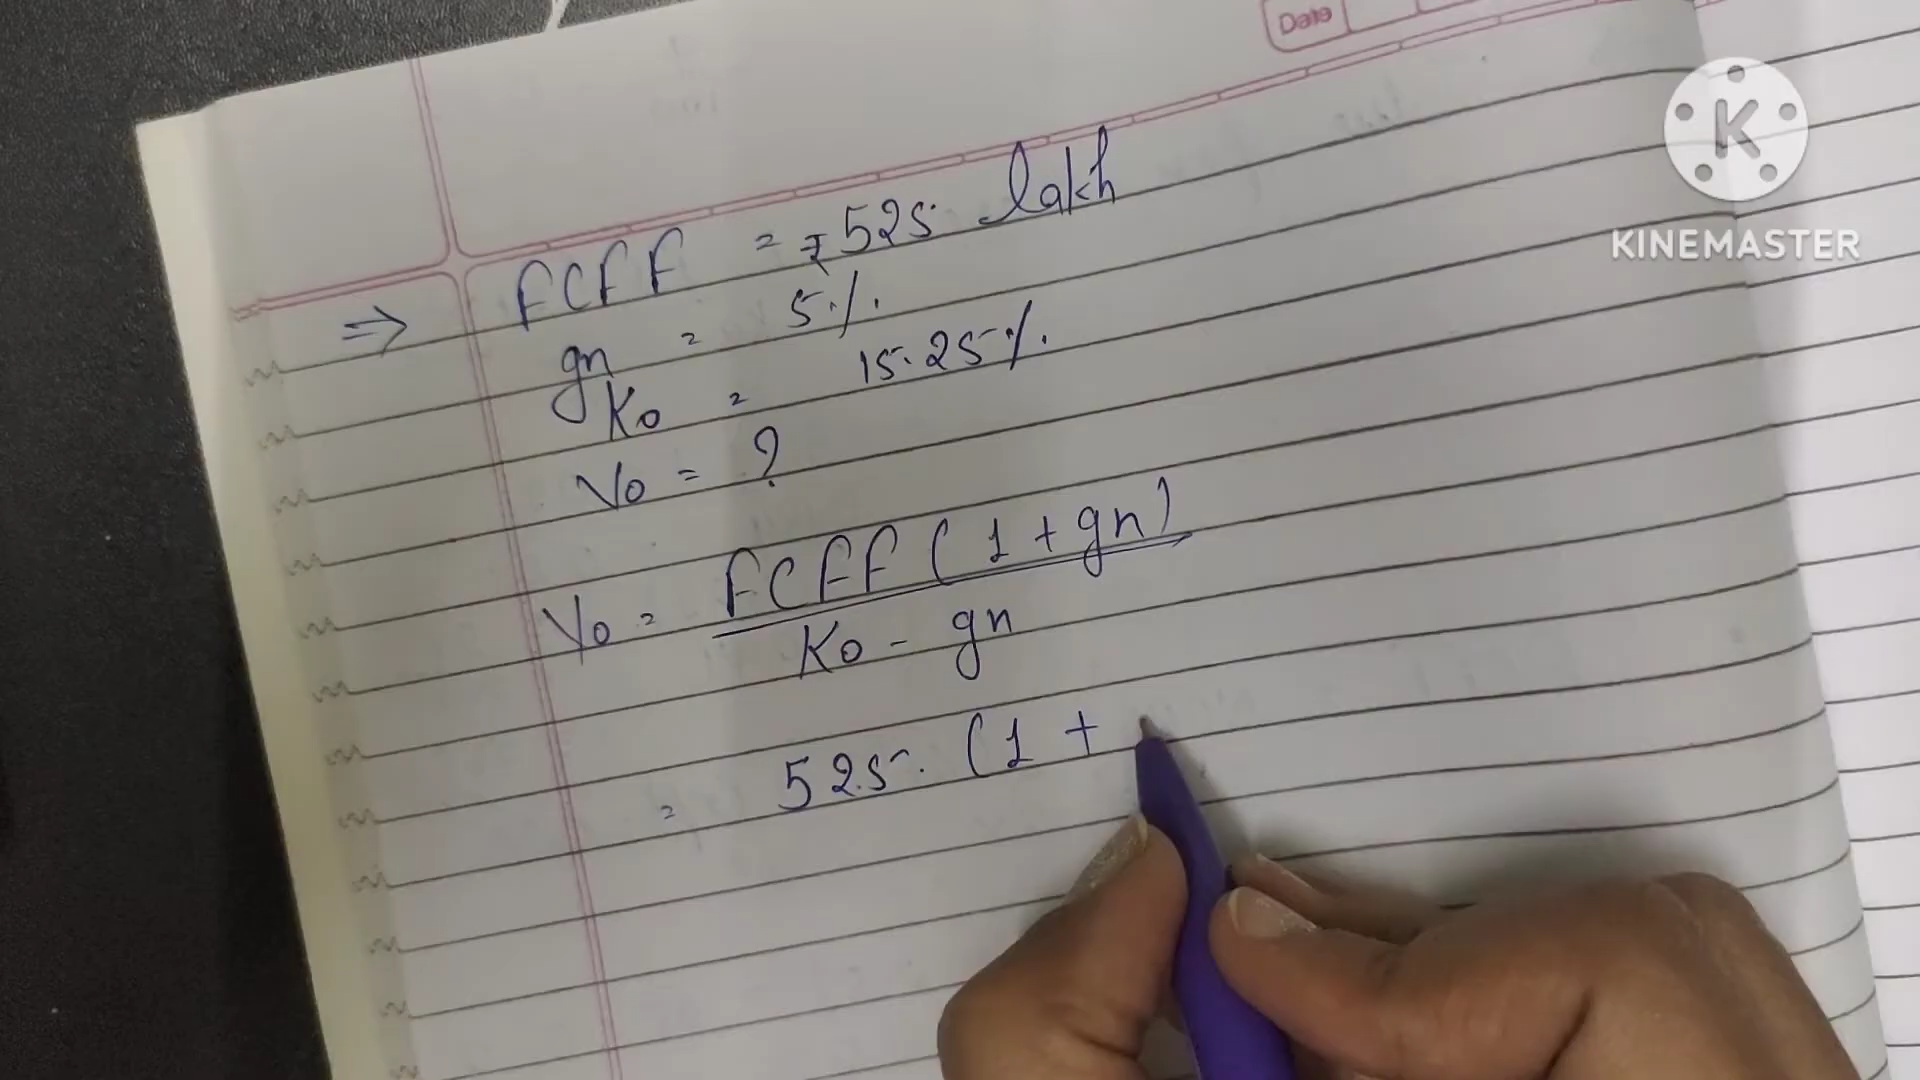 Date
K
KINEMASTER
⇒ FCFF = ₹525 lakh
gn = 5%
Ko = 15.25%
Vo = ?
Vo = FCFF (1 + gn)
Ko - gn
= 525 (1 +